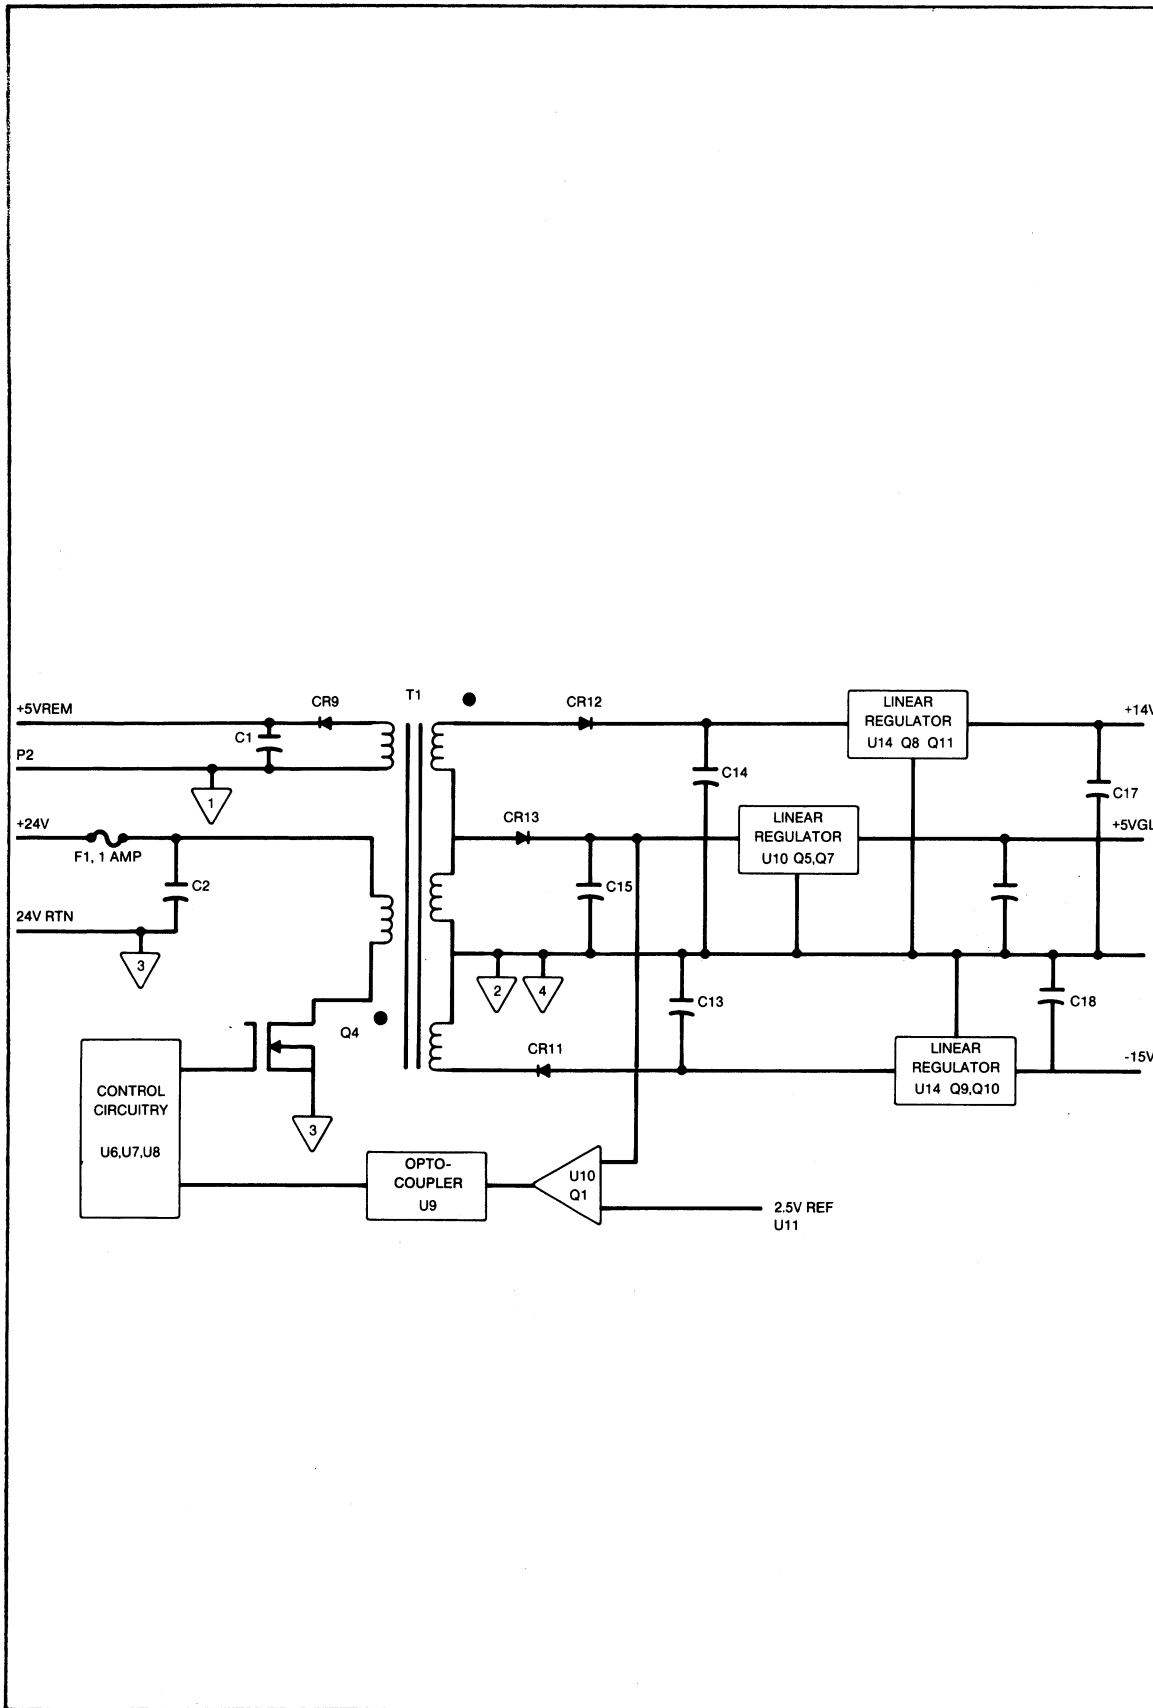 +5VREM
CR9
T1
CR12
LINEAR
REGULATOR
U14 Q8 Q11
+14V
C1
P2
1
C14
C17
+24V
F1, 1 AMP
CR13
LINEAR
REGULATOR
U10 Q5,Q7
+5VGL
C2
C15
24V RTN
3
2
4
C13
C18
Q4
CR11
LINEAR
REGULATOR
U14 Q9,Q10
-15V
CONTROL
CIRCUITRY
U6,U7,U8
3
OPTO-
COUPLER
U9
U10
Q1
2.5V REF
U11